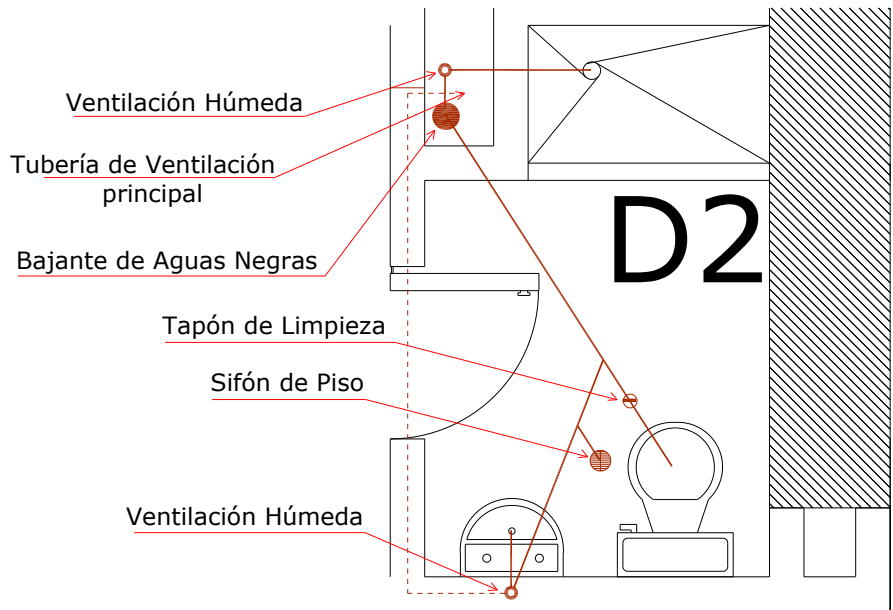 Ventilación Húmeda
Tubería de Ventilación
principal
D2
Bajante de Aguas Negras
Tapón de Limpieza
Sifón de Piso
Ventilación Húmeda